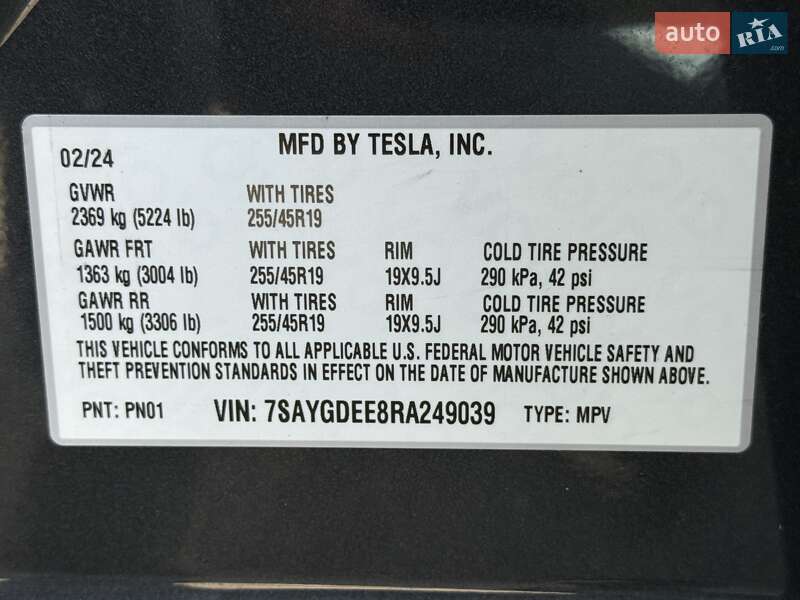 auto RIA.com
02/24 MFD BY TESLA, INC.
GVWR WITH TIRES
2369 kg (5224 lb) 255/45R19
GAWR FRT WITH TIRES RIM COLD TIRE PRESSURE
1363 kg (3004 lb) 255/45R19 19X9.5J 290 kPa, 42 psi
GAWR RR WITH TIRES RIM COLD TIRE PRESSURE
1500 kg (3306 lb) 255/45R19 19X9.5J 290 kPa, 42 psi
THIS VEHICLE CONFORMS TO ALL APPLICABLE U.S. FEDERAL MOTOR VEHICLE SAFETY AND
THEFT PREVENTION STANDARDS IN EFFECT ON THE DATE OF MANUFACTURE SHOWN ABOVE.
PNT: PN01 VIN: 7SAYGDEE8RA249039 TYPE: MPV